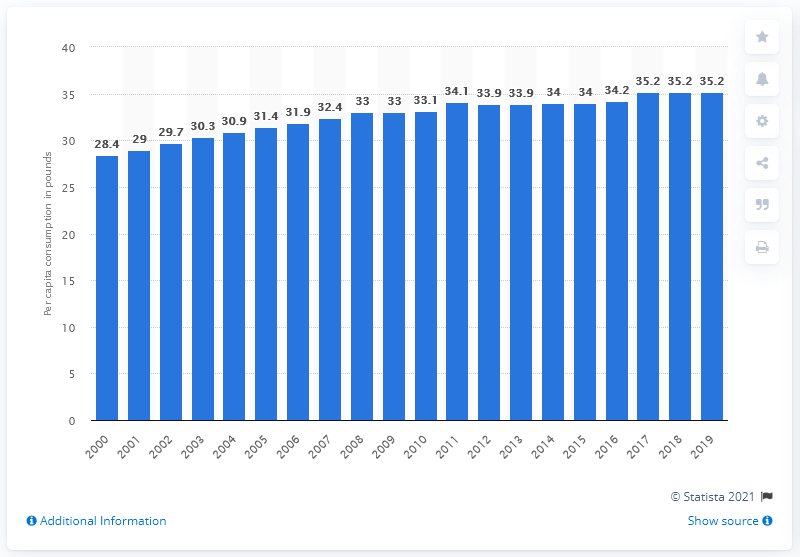 40
35
30
25
20
15
10
5
0
Per capita consumption in pounds
28.4 29 29.7 30.3 30.9 31.4 31.9 32.4 33 33 33.1 34.1 33.9 33.9 34 34 34.2 35.2 35.2 35.2
2000 2001 2002 2003 2004 2005 2006 2007 2008 2009 2010 2011 2012 2013 2014 2015 2016 2017 2018 2019
© Statista 2021
Additional Information
Show source